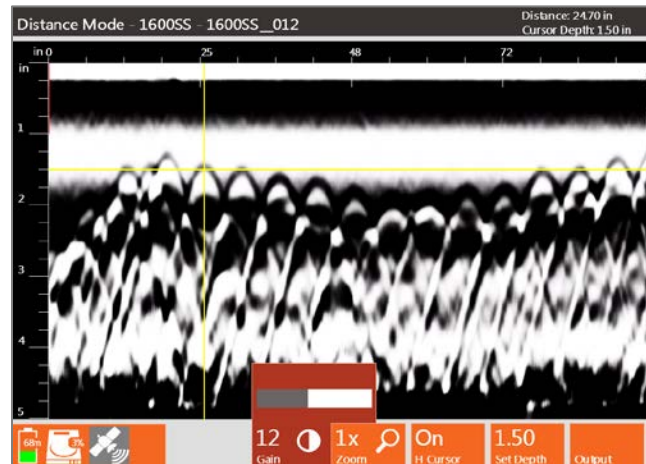 Distance Mode - 1600SS - 1600SS__012
Distance: 24.70 in
Cursor Depth: 1.50 in
in 0 25 48 72
in
1
2
3
4
5
68m
3%
12
Gain
1x
Zoom
On
H Cursor
1.50
Set Depth
Output